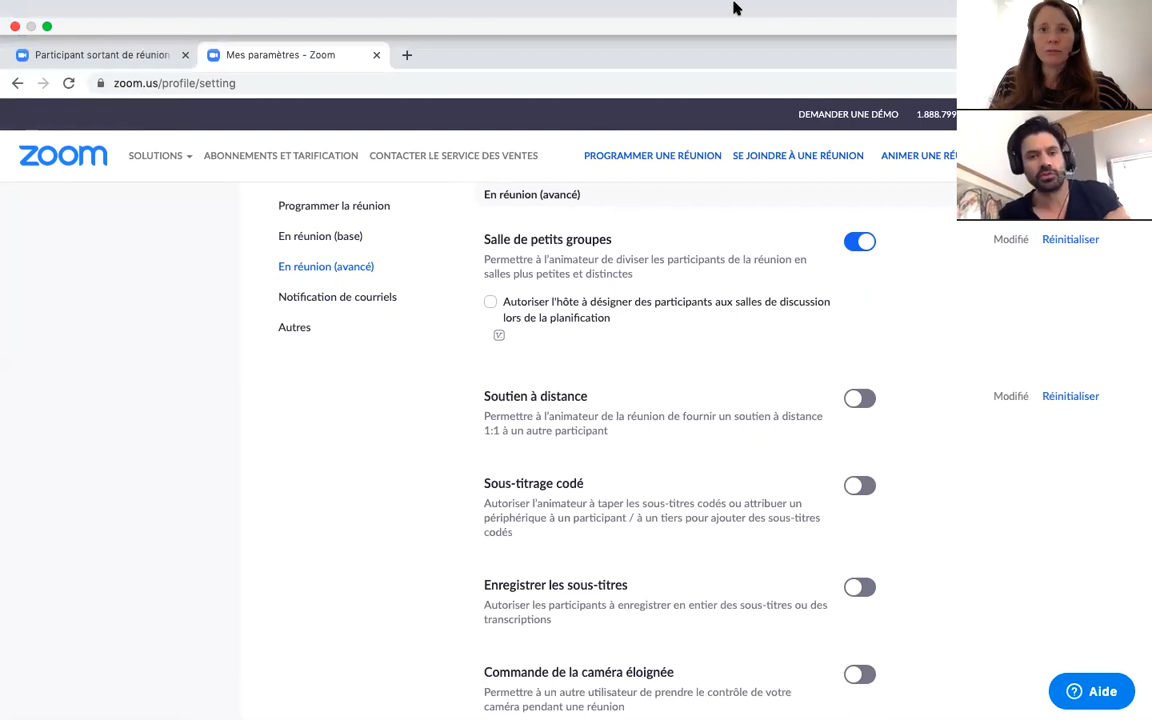 Participant sortant de réunion
Mes paramètres - Zoom
zoom.us/profile/setting
DEMANDER UNE DÉMO 1.888.799
zoom SOLUTIONS ABONNEMENTS ET TARIFICATION CONTACTER LE SERVICE DES VENTES PROGRAMMER UNE RÉUNION SE JOINDRE À UNE RÉUNION ANIMER UNE
Programmer la réunion
En réunion (base)
En réunion (avancé)
Notification de courriels
Autres
En réunion (avancé)
Salle de petits groupes
Modifié Réinitialiser
Permettre à l'animateur de diviser les participants de la réunion en
salles plus petites et distinctes
Autoriser l'hôte à désigner des participants aux salles de discussion
lors de la planification
Soutien à distance
Modifié Réinitialiser
Permettre à l'animateur de la réunion de fournir un soutien à distance
1:1 à un autre participant
Sous-titrage codé
Autoriser l'animateur à taper les sous-titres codés ou attribuer un
périphérique à un participant / à un tiers pour ajouter des sous-titres
codés
Enregistrer les sous-titres
Autoriser les participants à enregistrer en entier des sous-titres ou des
transcriptions
Commande de la caméra éloignée
Permettre à un autre utilisateur de prendre le contrôle de votre
caméra pendant une réunion
Aide